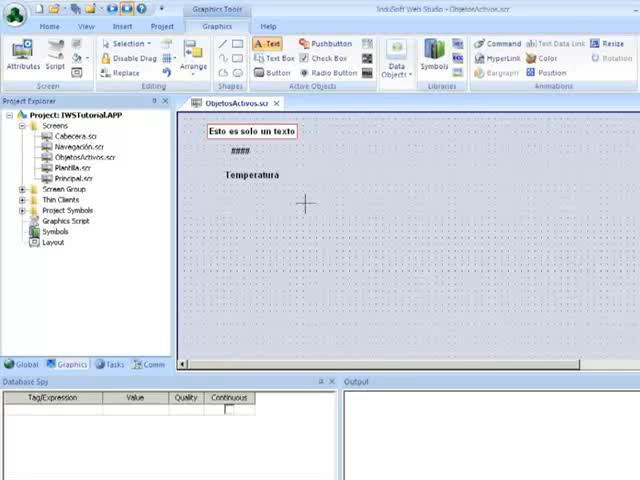 Graphics Tools
InduSoft Web Studio - ObjetosActivos.scr
Home View Insert Project Graphics Help
Attributes Script
Selection
Disable Drag
Replace
Arrange
Text Pushbutton
Text Box Check Box
Button Radio Button
Data Objects
Symbols
Command Text Data Link Resize
HyperLink Color Rotation
Bargraph Position
Screen Editing Shapes Active Objects Libraries Animations
Project Explorer
Project: IWSTutorial.APP
Screens
Cabecera.scr
Navegación.scr
ObjetosActivos.scr
Plantilla.scr
Principal.scr
Screen Group
Thin Clients
Project Symbols
Graphics Script
Symbols
Layout
Global Graphics Tasks Comm
ObjetosActivos.scr
Esto es solo un texto
####
Temperatura
Database Spy
Tag/Expression Value Quality Continuous
Output